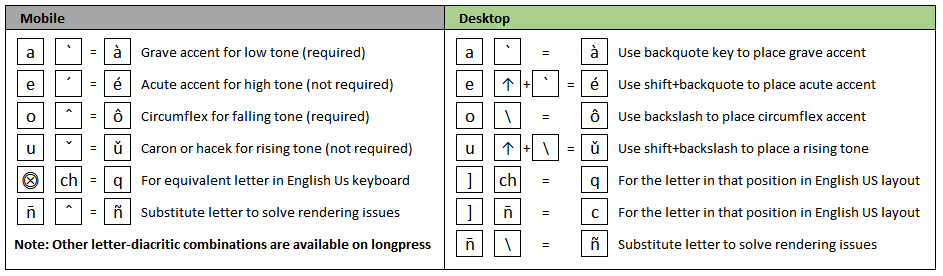 Mobile
a ` = à Grave accent for low tone (required)
e ´ = é Acute accent for high tone (not required)
o ˆ = ô Circumflex for falling tone (required)
u ˇ = ǔ Caron or hacek for rising tone (not required)
ⓧ ch = q For equivalent letter in English Us keyboard
n̄ ˆ = ñ Substitute letter to solve rendering issues
Note: Other letter-diacritic combinations are available on longpress
Desktop
a ` = à Use backquote key to place grave accent
e ↑ + ` = é Use shift+backquote to place acute accent
o \ = ô Use backslash to place circumflex accent
u ↑ + \ = ǔ Use shift+backslash to place a rising tone
] ch = q For the letter in that position in English US layout
] n̄ = c For the letter in that position in English US layout
n̄ \ = ñ Substitute letter to solve rendering issues